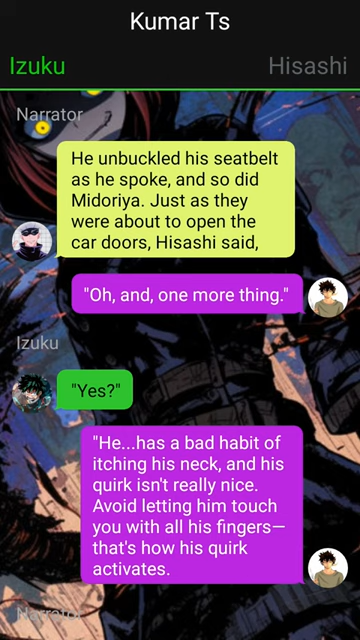 Kumar Ts
Izuku
Hisashi
Narrator
He unbuckled his seatbelt
as he spoke, and so did
Midoriya. Just as they
were about to open the
car doors, Hisashi said,
"Oh, and, one more thing."
Izuku
"Yes?"
"He...has a bad habit of
itching his neck, and his
quirk isn't really nice.
Avoid letting him touch
you with all his fingers—
that's how his quirk
activates.
Narrator